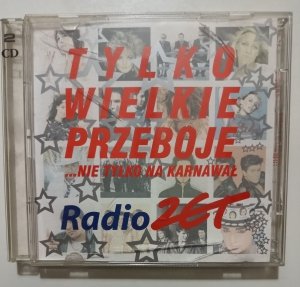 2
CD
TYLKO
WIELKIE
PRZEBOJE
...NIE TYLKO NA KARNAWAŁ
Radio ZET